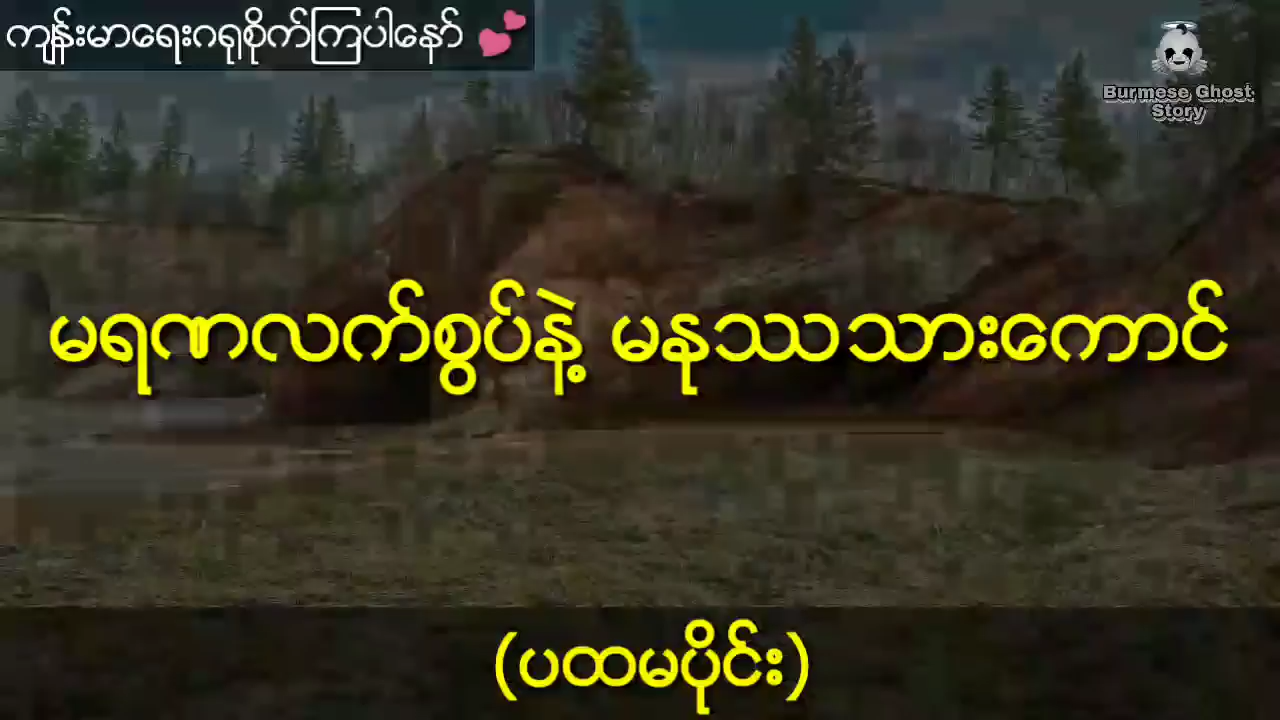 ကျန်းမာရေးဂရုစိုက်ကြပါနော် 💕
Burmese Ghost
Story
မရဏလက်စွပ်နဲ့ မနုဿသားကောင်
(ပထမပိုင်း)